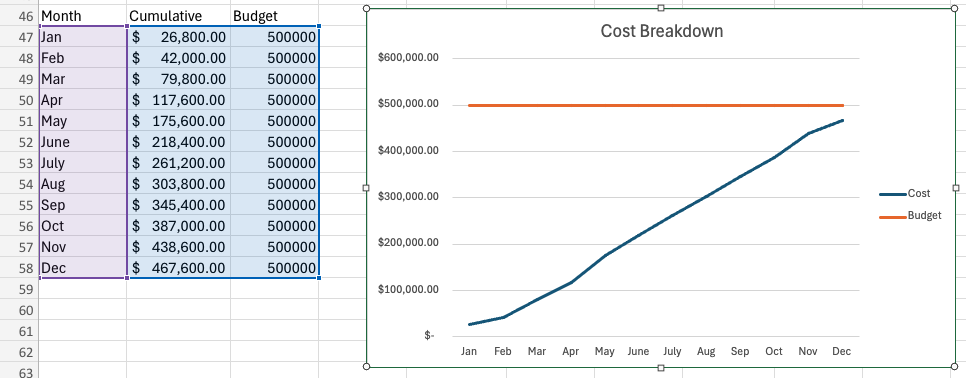 46 Month Cumulative Budget
47 Jan $ 26,800.00 500000
48 Feb $ 42,000.00 500000
49 Mar $ 79,800.00 500000
50 Apr $ 117,600.00 500000
51 May $ 175,600.00 500000
52 June $ 218,400.00 500000
53 July $ 261,200.00 500000
54 Aug $ 303,800.00 500000
55 Sep $ 345,400.00 500000
56 Oct $ 387,000.00 500000
57 Nov $ 438,600.00 500000
58 Dec $ 467,600.00 500000
59
60
61
62
63
Cost Breakdown
$600,000.00
$500,000.00
$400,000.00
$300,000.00
$200,000.00
$100,000.00
$-
Jan Feb Mar Apr May June July Aug Sep Oct Nov Dec
Cost
Budget